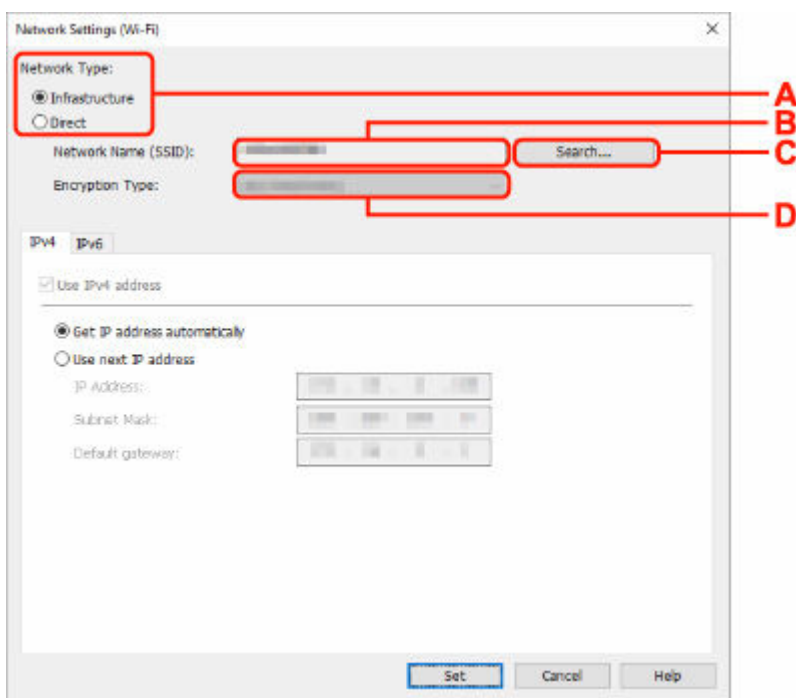 Network Settings (Wi-Fi)
Network Type:
Infrastructure
A
Direct
B
Network Name (SSID):
Search...
C
Encryption Type:
D
IPv4 IPv6
Use IPv4 address
Get IP address automatically
Use next IP address
IP Address:
Subnet Mask:
Default gateway:
Set Cancel Help